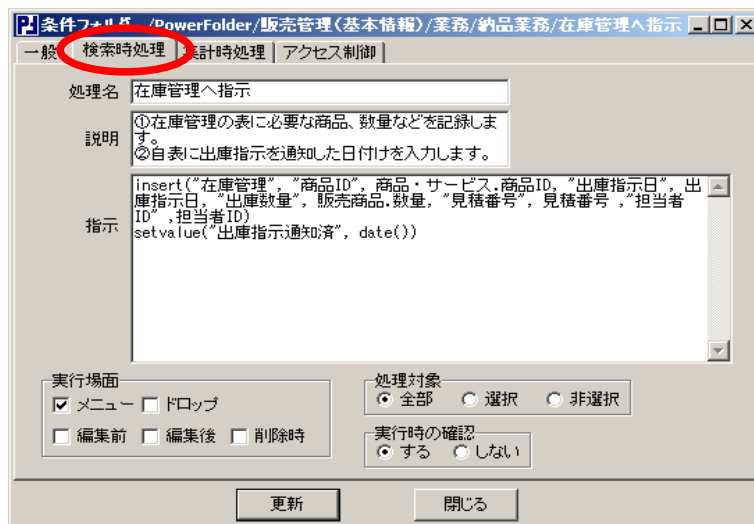 条件フォルダ /PowerFolder/販売管理(基本情報)/業務/納品業務/在庫管理へ指示
一般 検索時処理 集計時処理 アクセス制御
処理名 在庫管理へ指示
説明
①在庫管理の表に必要な商品、数量などを記録しま
す。
②自表に出庫指示を通知した日付けを入力します。
指示
insert("在庫管理", "商品ID", 商品・サービス.商品ID, "出庫指示日", 出
庫指示日, "出庫数量", 販売商品.数量, "見積番号", 見積番号 ,"担当者
ID" ,担当者ID)
setvalue("出庫指示通知済", date())
実行場面
メニュー ドロップ
編集前 編集後 削除時
処理対象
全部 選択 非選択
実行時の確認
する しない
更新 閉じる